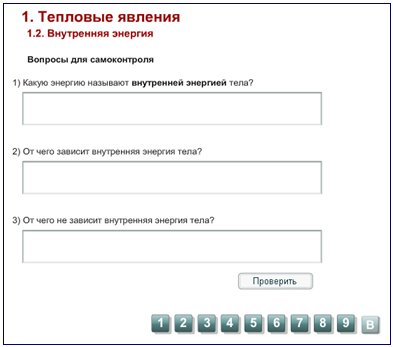 1. Тепловые явления
1.2. Внутренняя энергия
Вопросы для самоконтроля
1) Какую энергию называют внутренней энергией тела?
2) От чего зависит внутренняя энергия тела?
3) От чего не зависит внутренняя энергия тела?
Проверить
1 2 3 4 5 6 7 8 9 В